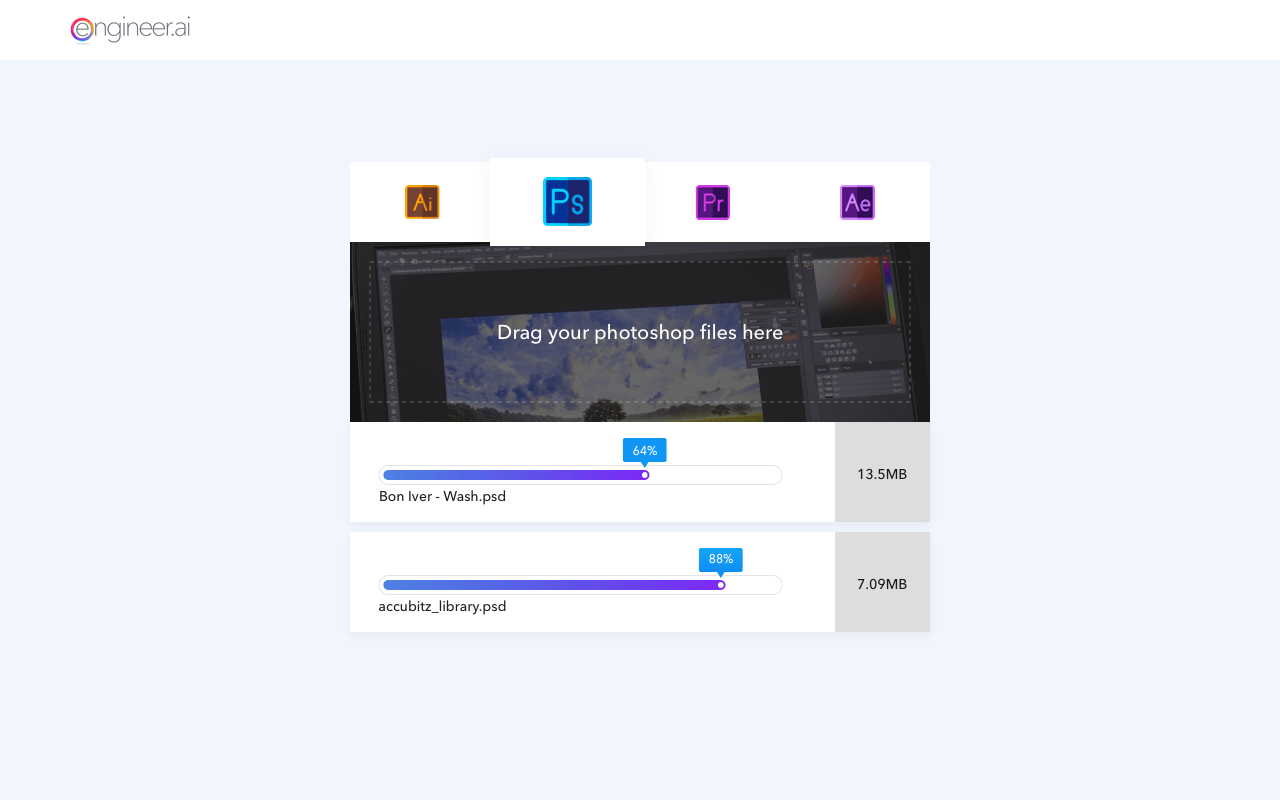 engineer.ai
Ai
Ps
Pr
Ae
Drag your photoshop files here
64%
13.5MB
Bon Iver - Wash.psd
88%
7.09MB
accubitz_library.psd